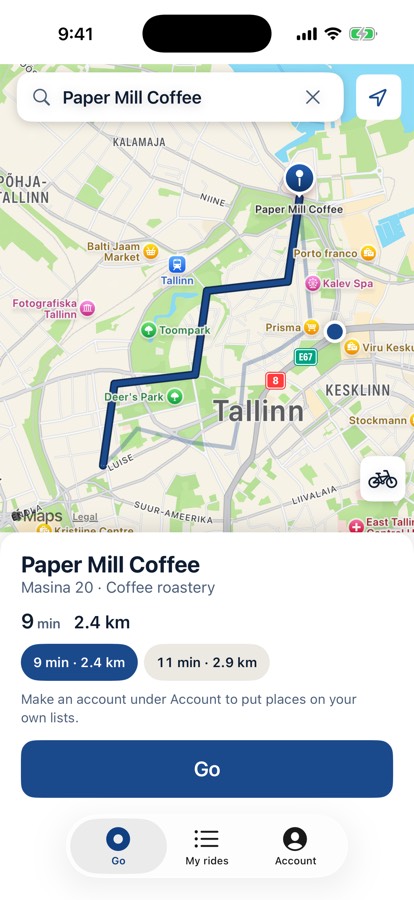 9:41
Paper Mill Coffee
KALAMAJA
PÕHJA-
TALLINN
NIINE
Paper Mill Coffee
Balti Jaam
Market
Porto franco
Tallinn
Kalev Spa
Fotografiska
Tallinn
Toompark
Prisma
E67
Viru Kesku
8
KESKLINN
Deer's Park
Tallinn
Stockmann
LUISE
LIIVALAIA
SUUR-AMEERIKA
Maps
Legal
Kristiine Centre
East Tallin
Paper Mill Coffee
Masina 20 · Coffee roastery
9 min 2.4 km
9 min · 2.4 km
11 min · 2.9 km
Make an account under Account to put places on your
own lists.
Go
Go
My rides
Account